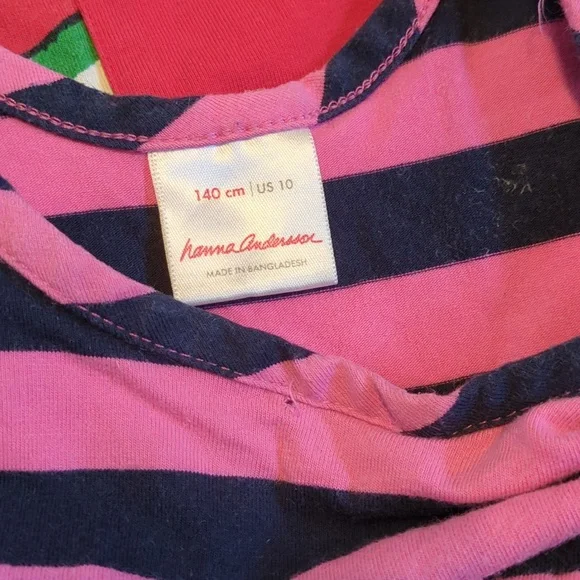 140 cm | US 10
hanna Andersson
MADE IN BANGLADESH